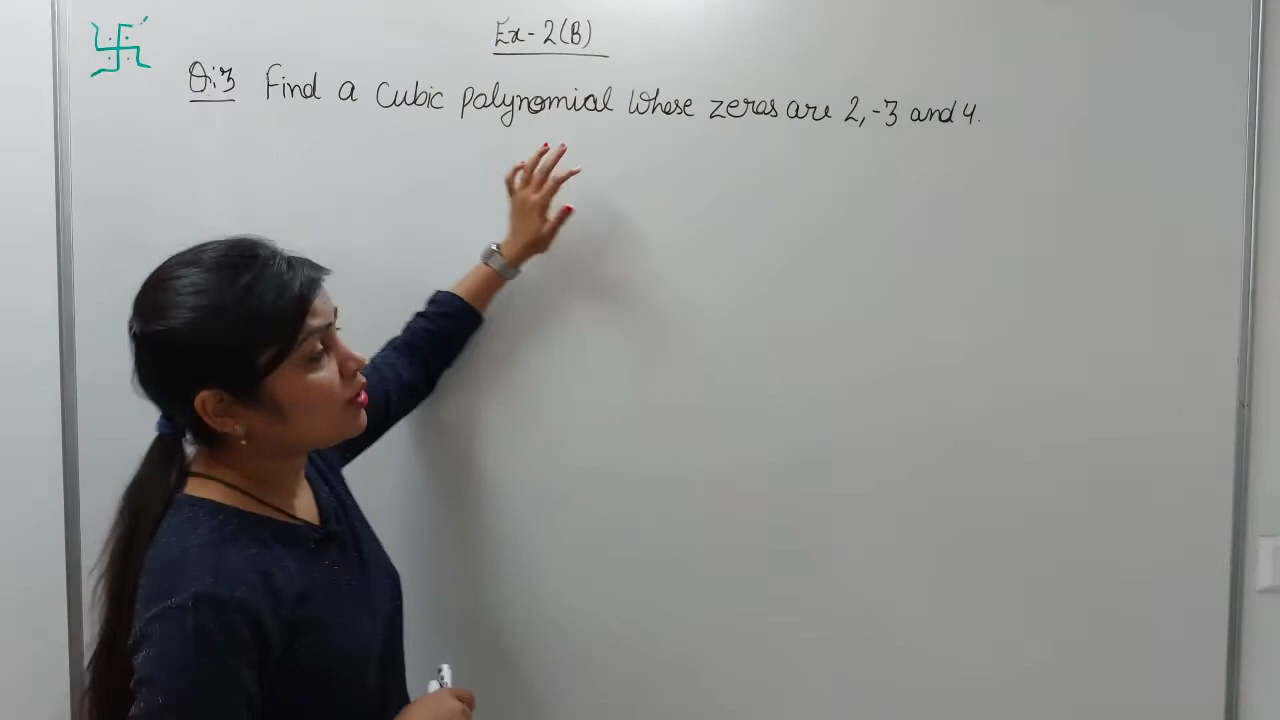 Ex-2(B)
Q:3 Find a cubic polynomial whose zeros are 2, -3 and 4.